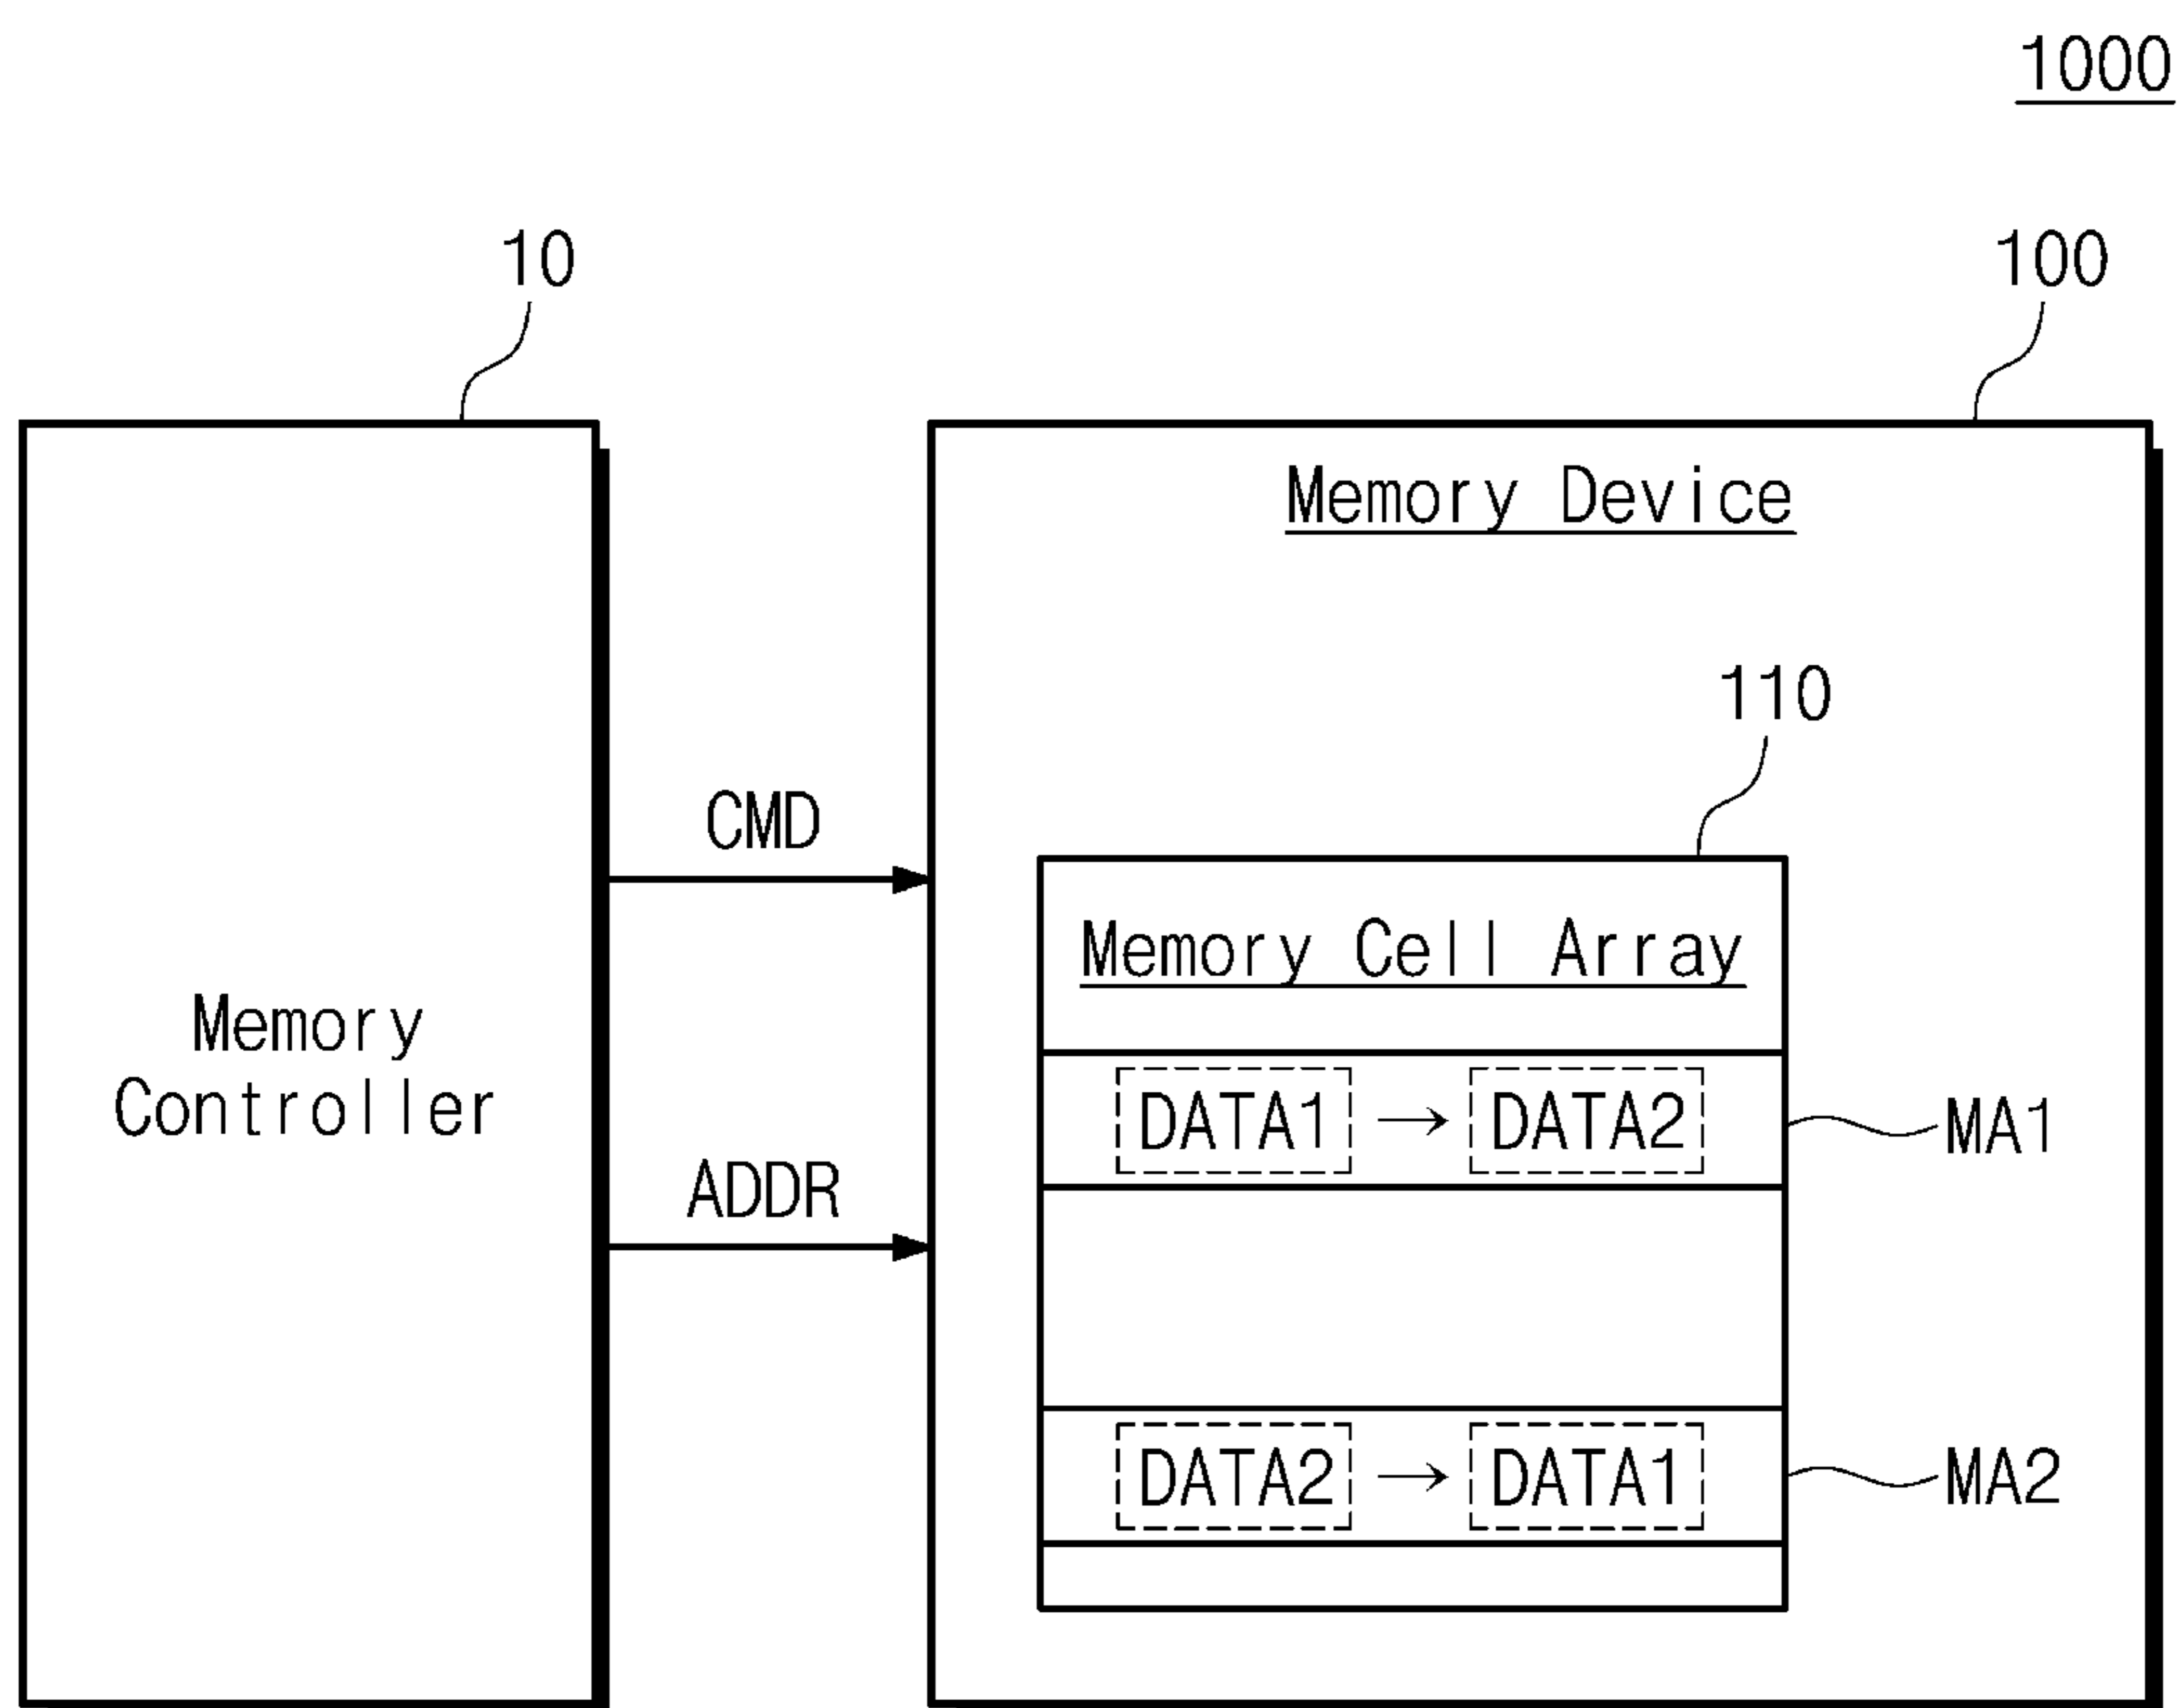 1000
10
100
Memory Device
110
CMD
Memory Cell Array
Memory
Controller
DATA1 → DATA2
MA1
ADDR
DATA2 → DATA1
MA2